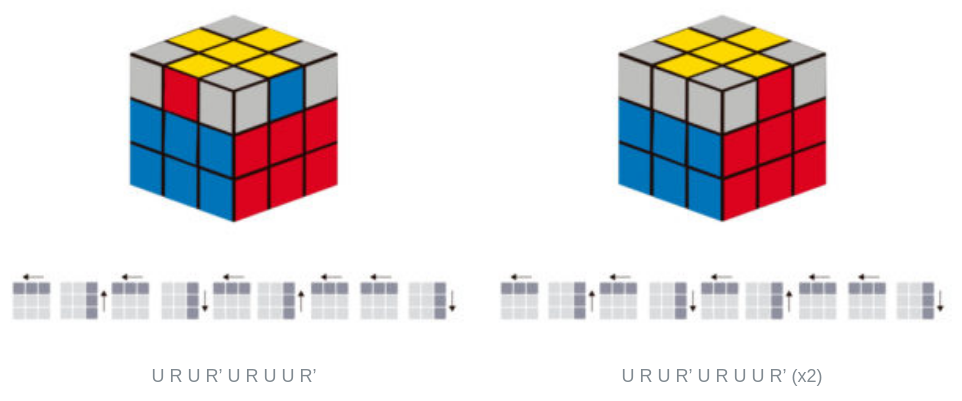 U R U R’ U R U U R’
U R U R’ U R U U R’ (x2)